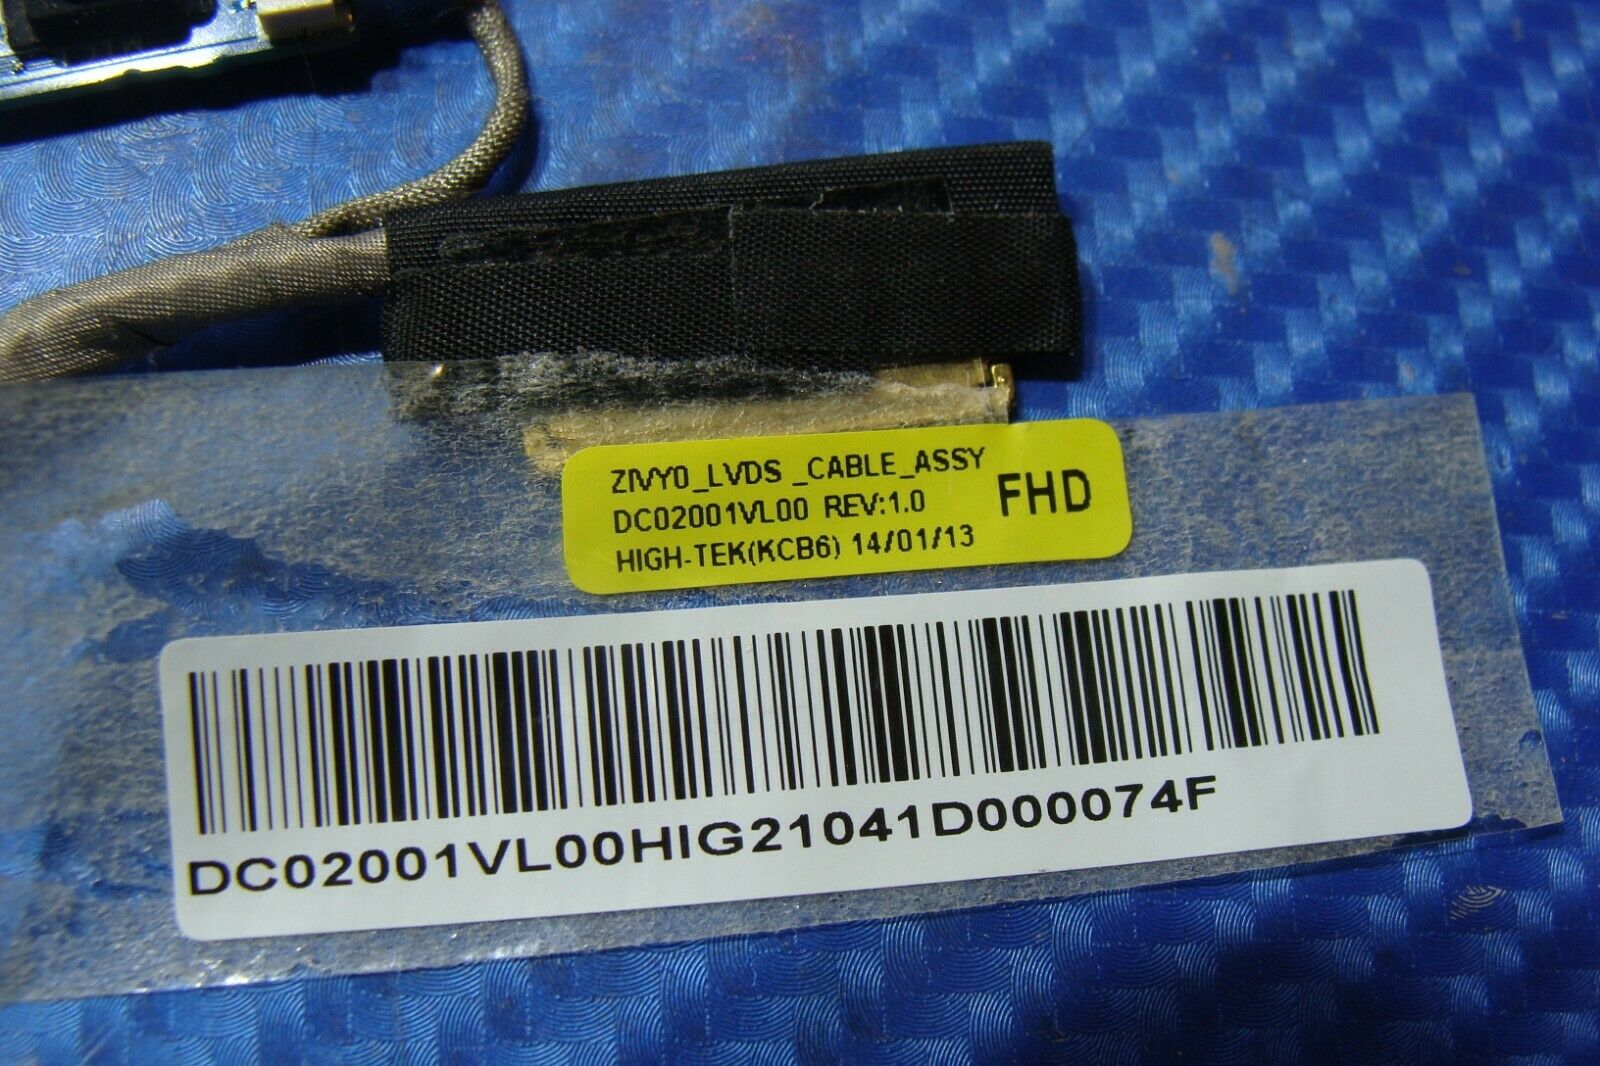 ZIVY0_LVDS _CABLE_ASSY
DC02001VL00 REV:1.0
FHD
HIGH-TEK(KCB6) 14/01/13
DC02001VL00HIG21041D000074F